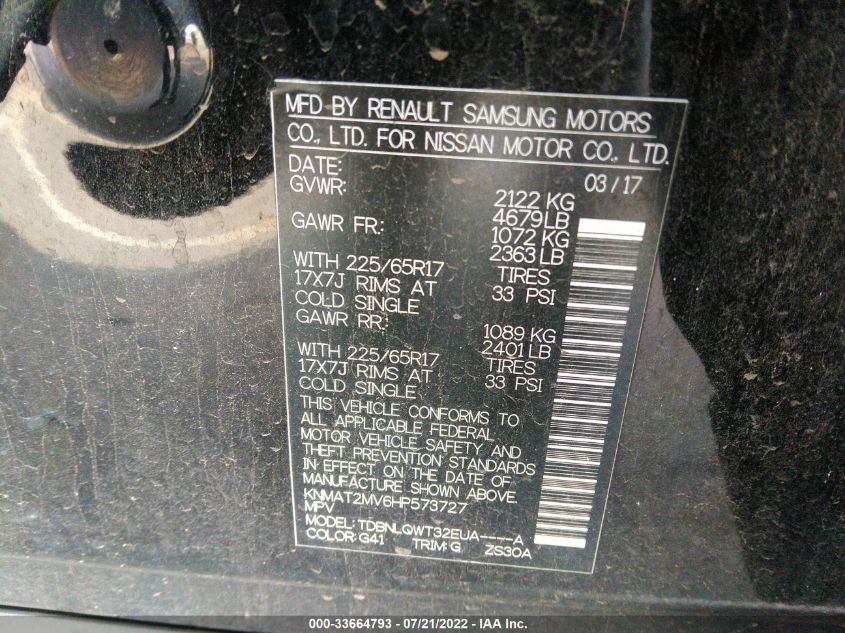 MFD BY RENAULT SAMSUNG MOTORS
CO., LTD. FOR NISSAN MOTOR CO., LTD.
DATE: 03/17
GVWR: 2122 KG
4679LB
GAWR FR: 1072 KG
2363 LB
WITH 225/65R17 TIRES
17X7J RIMS AT 33 PSI
COLD SINGLE
GAWR RR: 1089 KG
2401 LB
WITH 225/65R17 TIRES
17X7J RIMS AT 33 PSI
COLD SINGLE
THIS VEHICLE CONFORMS TO
ALL APPLICABLE FEDERAL
MOTOR VEHICLE SAFETY AND
THEFT PREVENTION STANDARDS
IN EFFECT ON THE DATE OF
MANUFACTURE SHOWN ABOVE.
KNMAT2MV6HP573727
MPV
MODEL: TDBNLQWT32EUA----A
COLOR:G41 TRIM:G ZS30A
000-33664793 - 07/21/2022 - IAA Inc.